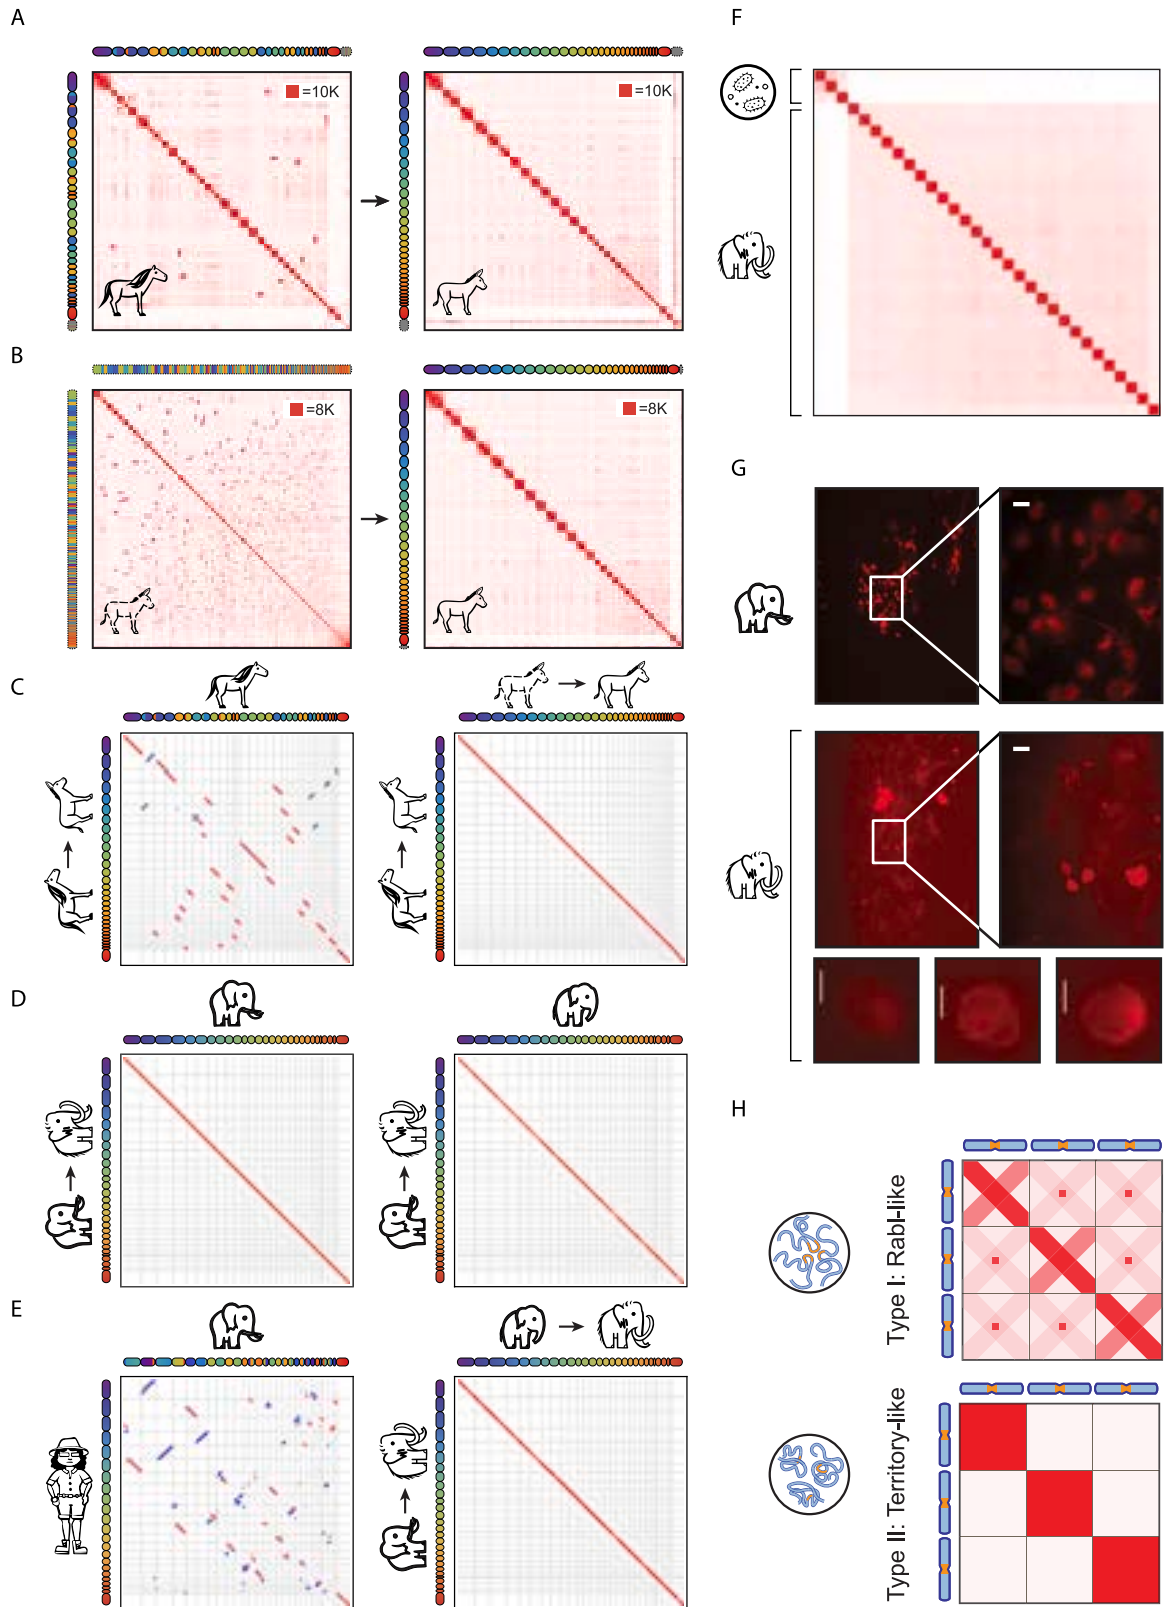 A
=10K
=10K
B
=8K
=8K
C
D
E
F
G
H
Type I: Rabl-like
Type II: Territory-like